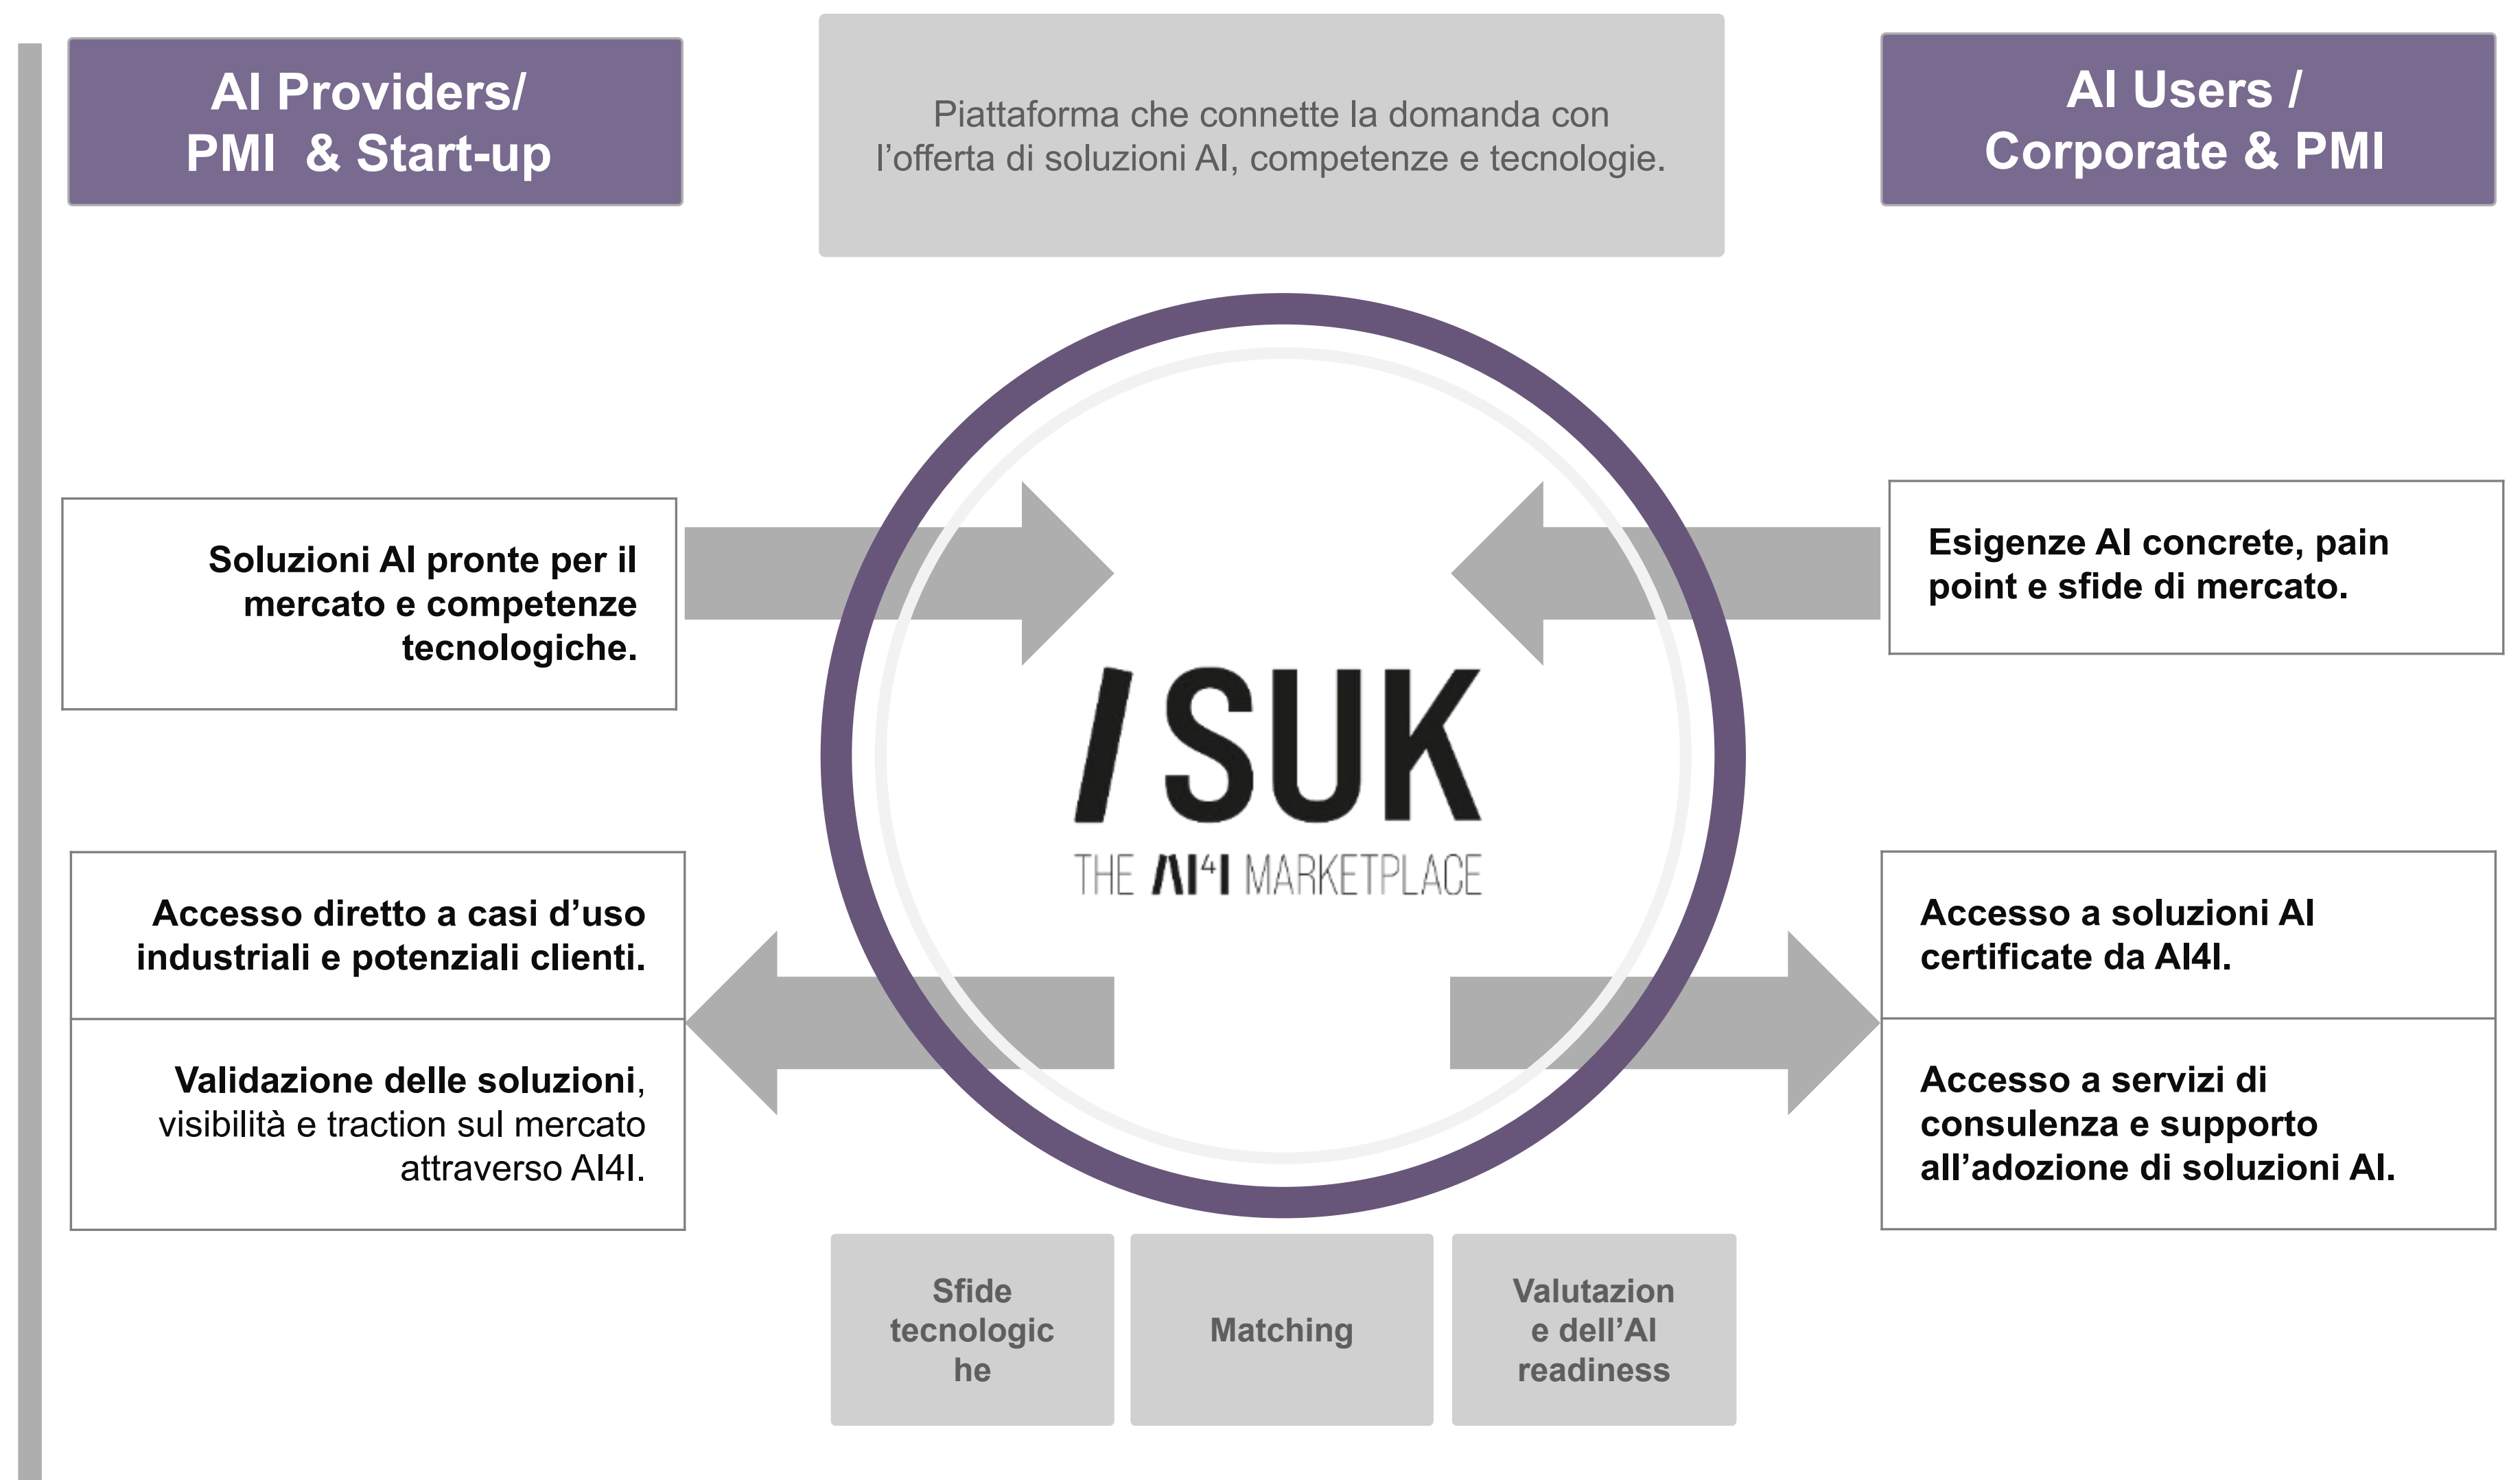 AI Providers/
PMI & Start-up
Piattaforma che connette la domanda con
l’offerta di soluzioni AI, competenze e tecnologie.
AI Users /
Corporate & PMI
Soluzioni AI pronte per il
mercato e competenze
tecnologiche.
Esigenze AI concrete, pain
point e sfide di mercato.
/SUK
THE AI4I MARKETPLACE
Accesso diretto a casi d’uso
industriali e potenziali clienti.
Validazione delle soluzioni,
visibilità e traction sul mercato
attraverso AI4I.
Accesso a soluzioni AI
certificate da AI4I.
Accesso a servizi di
consulenza e supporto
all’adozione di soluzioni AI.
Sfide
tecnologic
he
Matching
Valutazion
e dell’AI
readiness